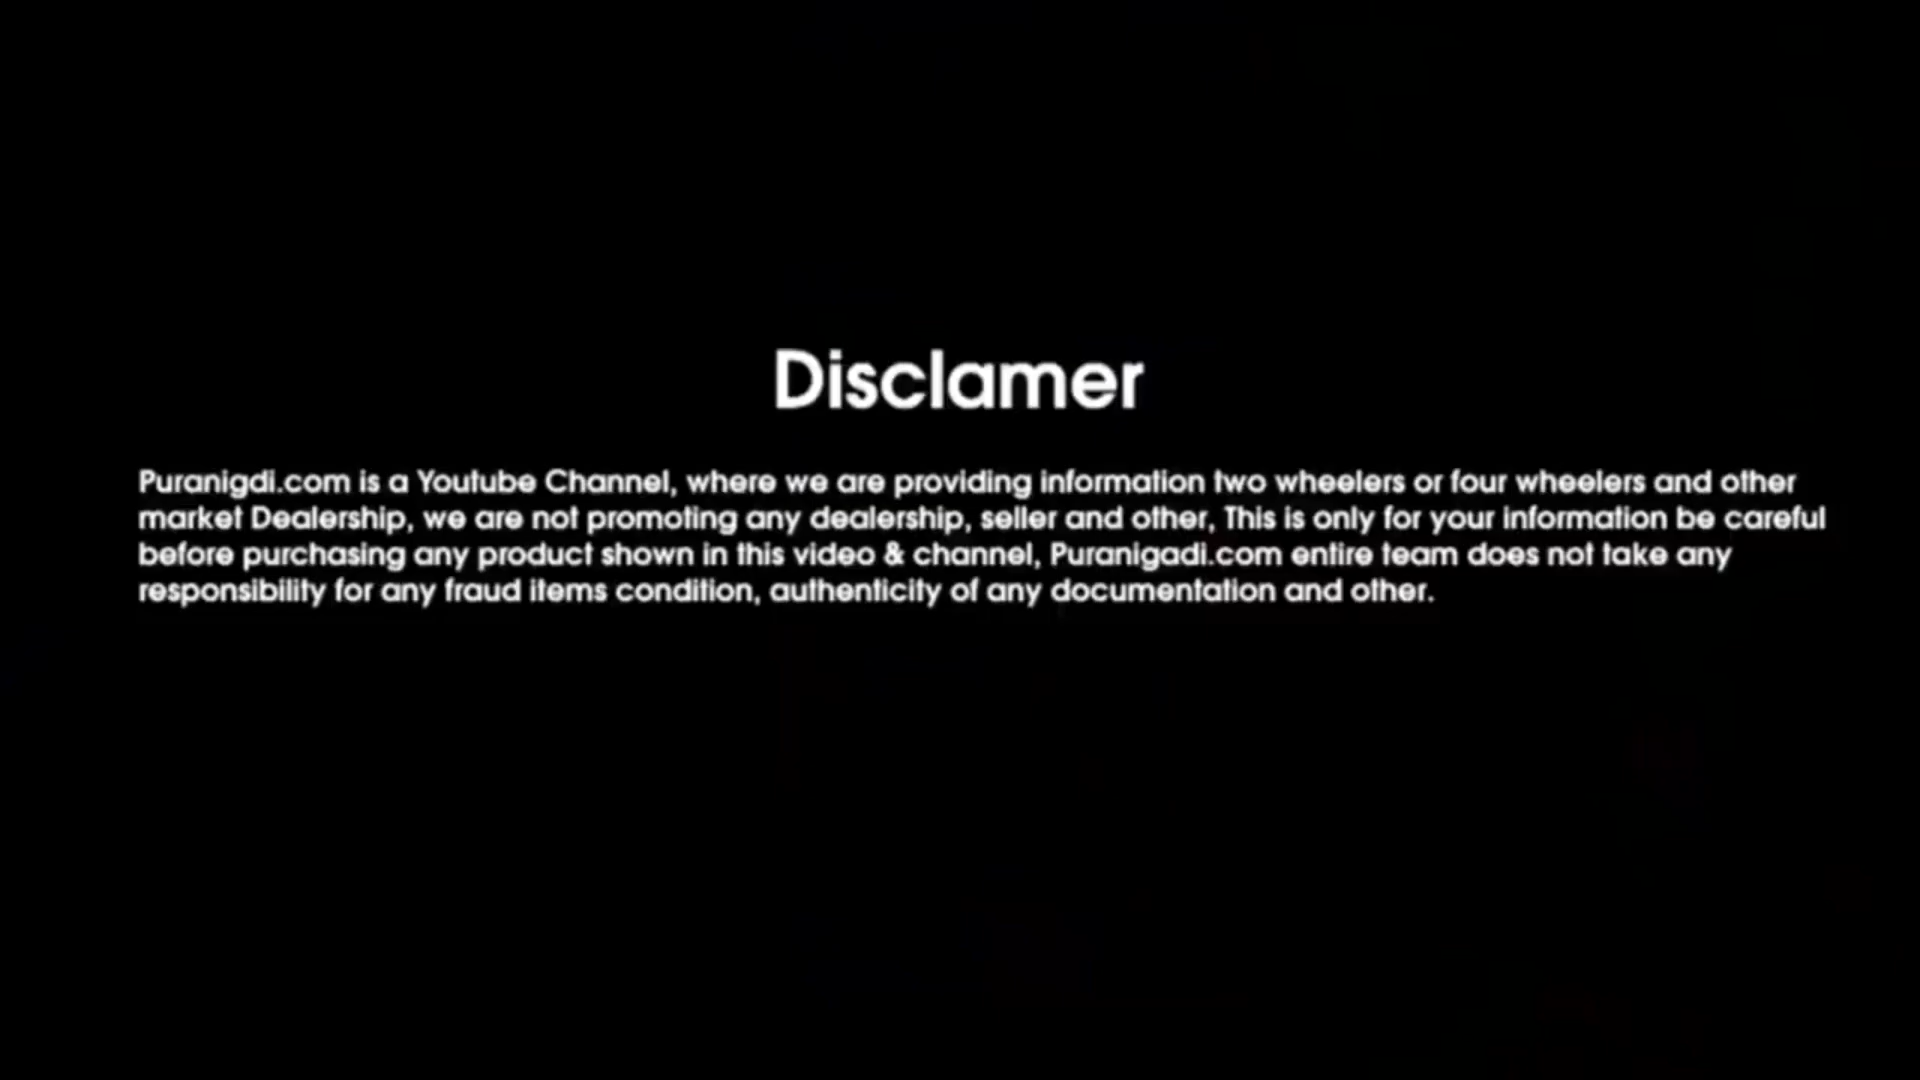 Disclamer
Puranigdi.com is a Youtube Channel, where we are providing information two wheelers or four wheelers and other
market Dealership, we are not promoting any dealership, seller and other, This is only for your information be careful
before purchasing any product shown in this video & channel, Puranigadi.com entire team does not take any
responsibility for any fraud items condition, authenticity of any documentation and other.